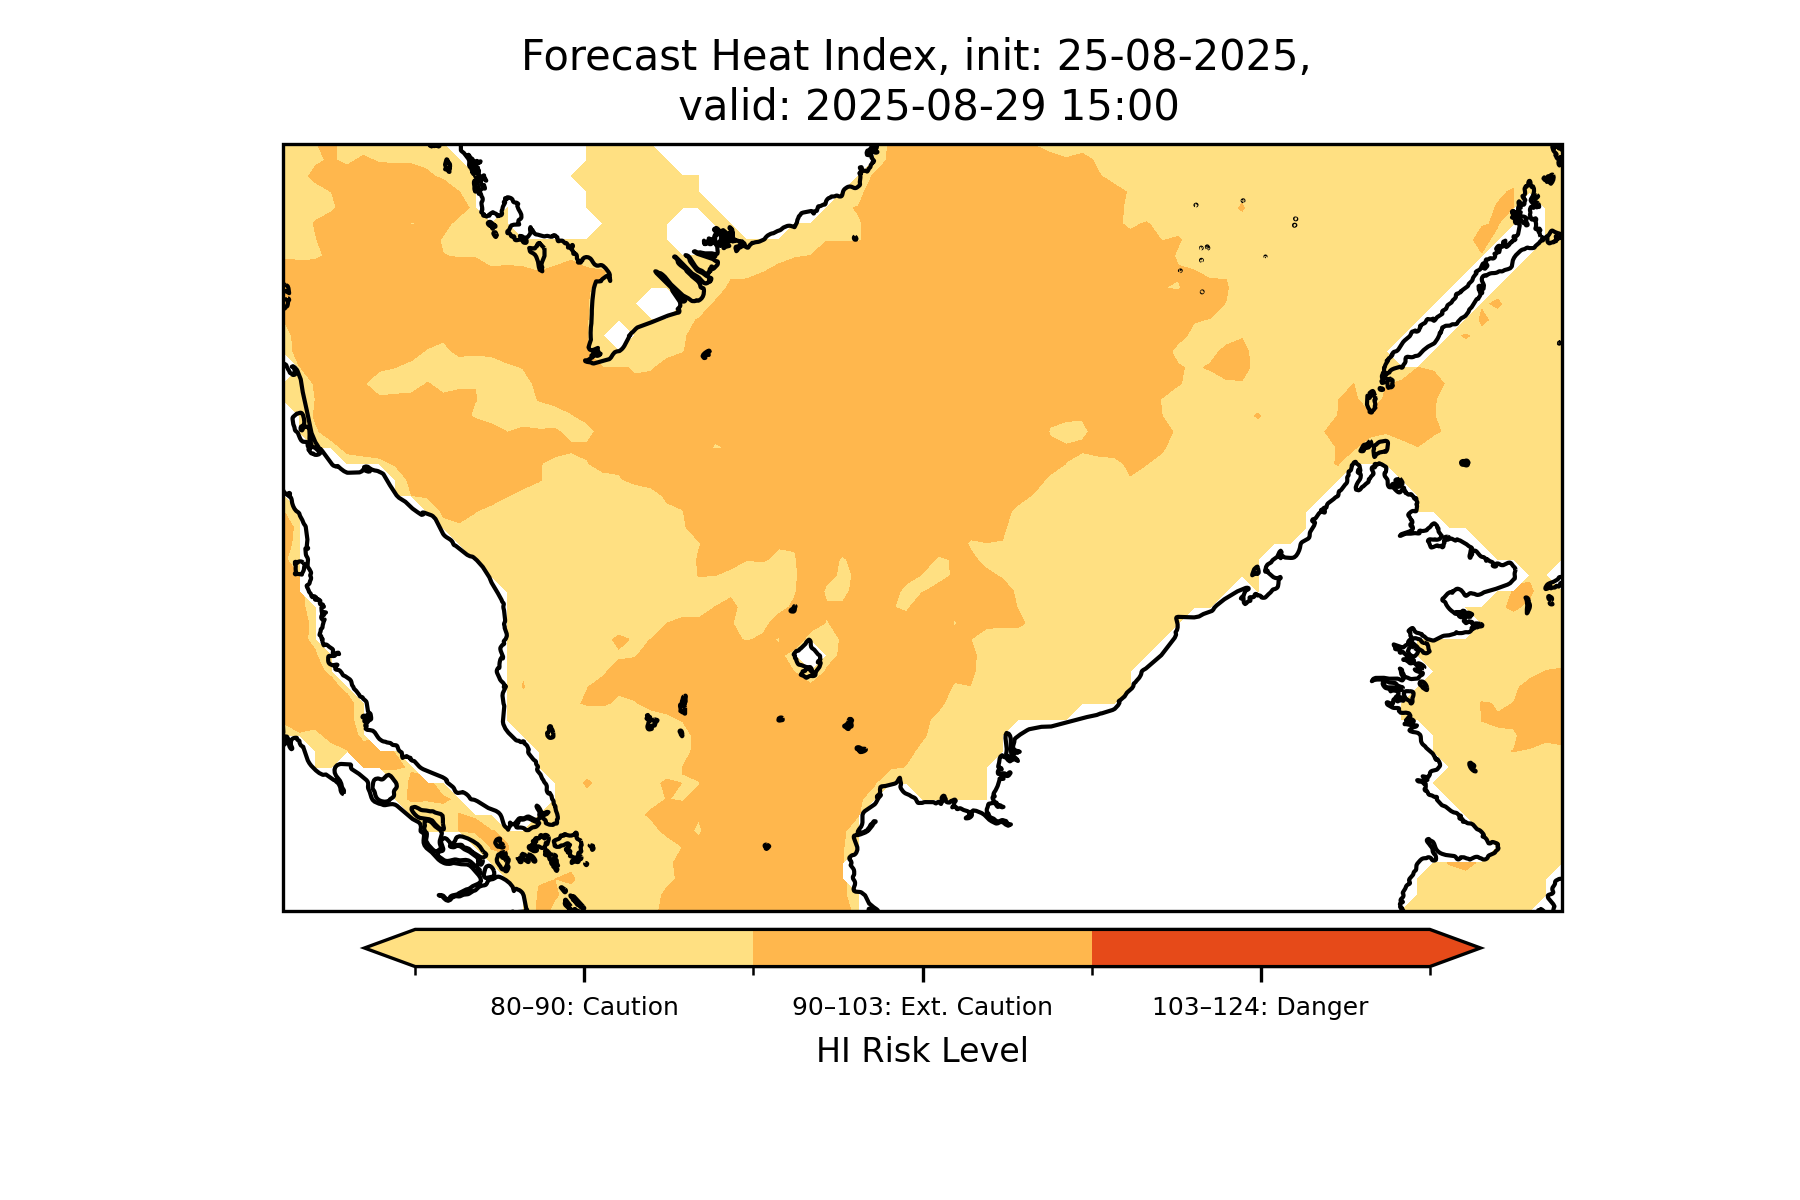 Forecast Heat Index, init: 25-08-2025,
valid: 2025-08-29 15:00
80–90: Caution
90–103: Ext. Caution
103–124: Danger
HI Risk Level